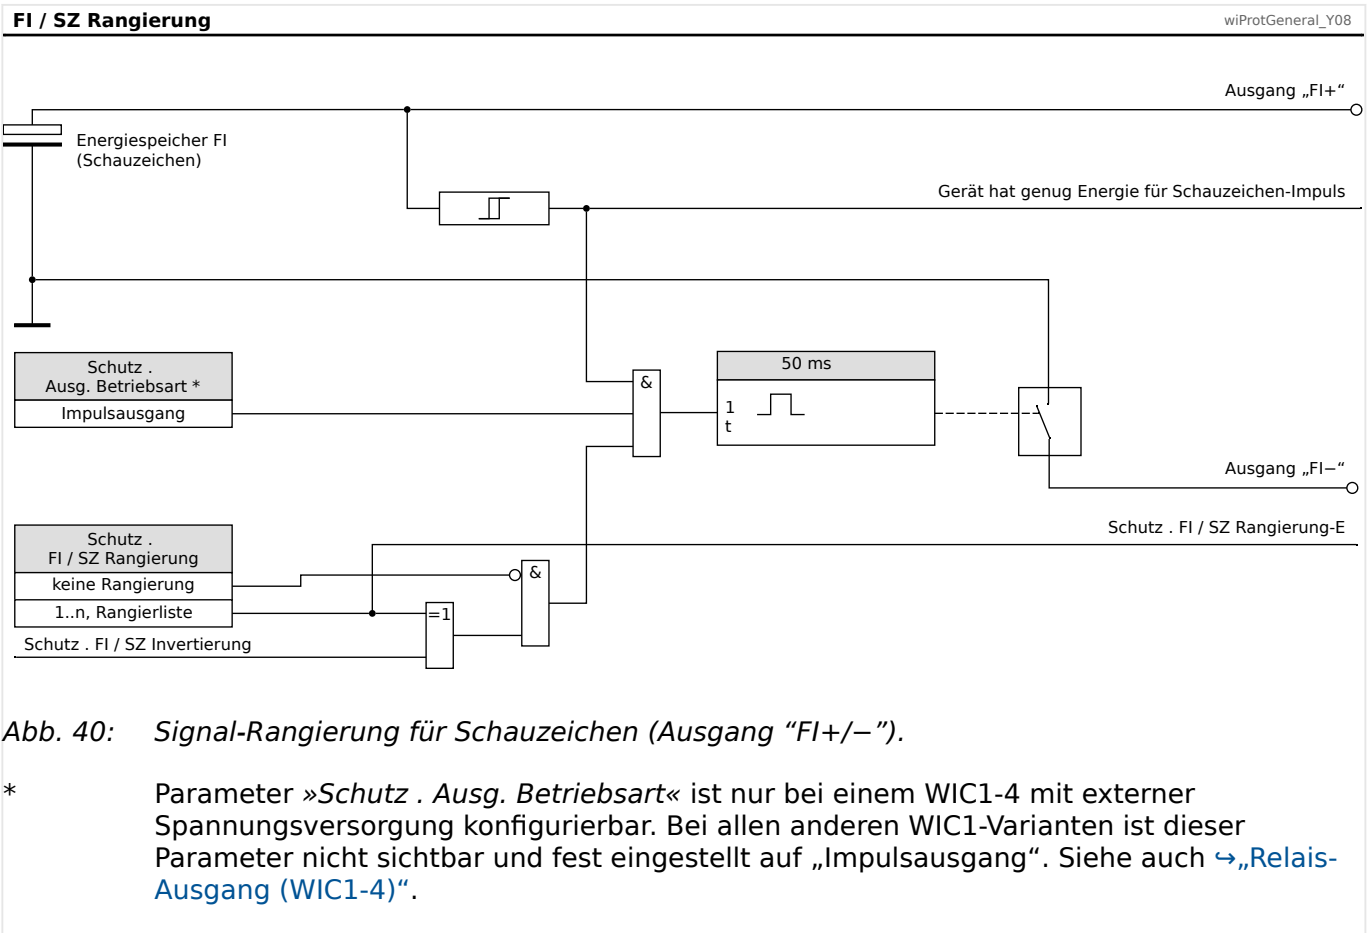 FI / SZ Rangierung
wiProtGeneral_Y08
Ausgang „FI+“
Energiespeicher FI
(Schauzeichen)
Gerät hat genug Energie für Schauzeichen-Impuls
Schutz .
Ausg. Betriebsart *
Impulsausgang
&
50 ms
1
t
Ausgang „FI−“
Schutz . FI / SZ Rangierung-E
Schutz .
FI / SZ Rangierung
keine Rangierung
1..n, Rangierliste
&
=1
Schutz . FI / SZ Invertierung
Abb. 40: Signal-Rangierung für Schauzeichen (Ausgang “FI+/−”).
* Parameter »Schutz . Ausg. Betriebsart« ist nur bei einem WIC1-4 mit externer
Spannungsversorgung konfigurierbar. Bei allen anderen WIC1-Varianten ist dieser
Parameter nicht sichtbar und fest eingestellt auf „Impulsausgang“. Siehe auch ↪„Relais-
Ausgang (WIC1-4)“.